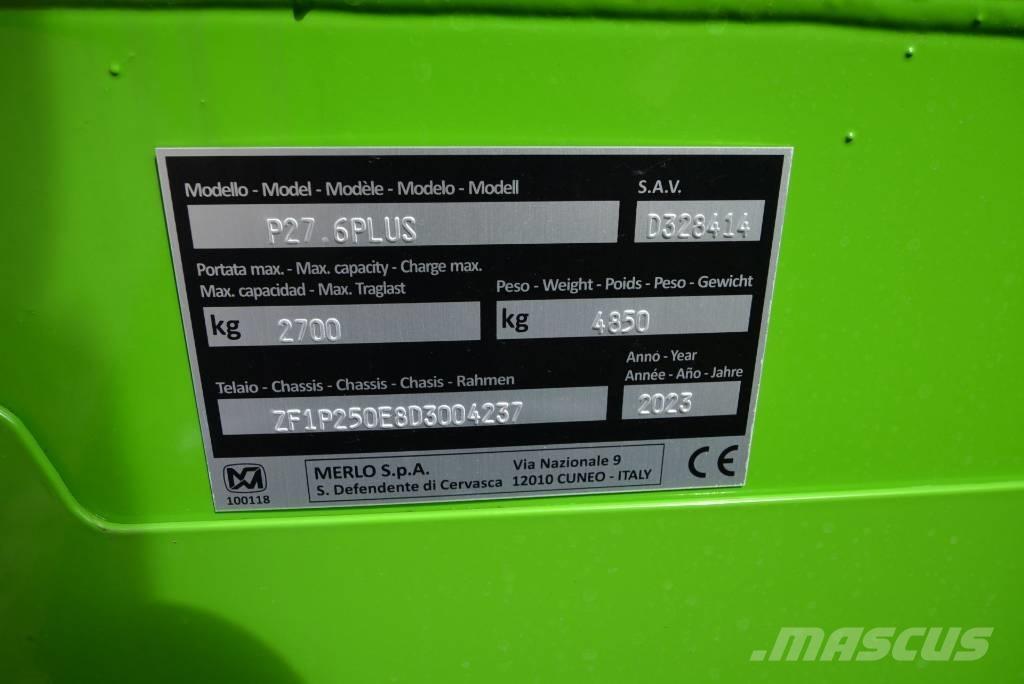 Modello - Model - Modèle - Modelo - Modell
S.A.V.
P27.6PLUS
D328414
Portata max. - Max. capacity - Charge max.
Max. capacidad - Max. Traglast
Peso - Weight - Poids - Peso - Gewicht
kg 2700
kg 4850
Telaio - Chassis - Chassis - Chasis - Rahmen
Anno - Year
Année - Año - Jahre
ZF1P250E8D3004237
2023
100118
MERLO S.p.A.
S. Defendente di Cervasca
Via Nazionale 9
12010 CUNEO - ITALY
CE
.MASCUS